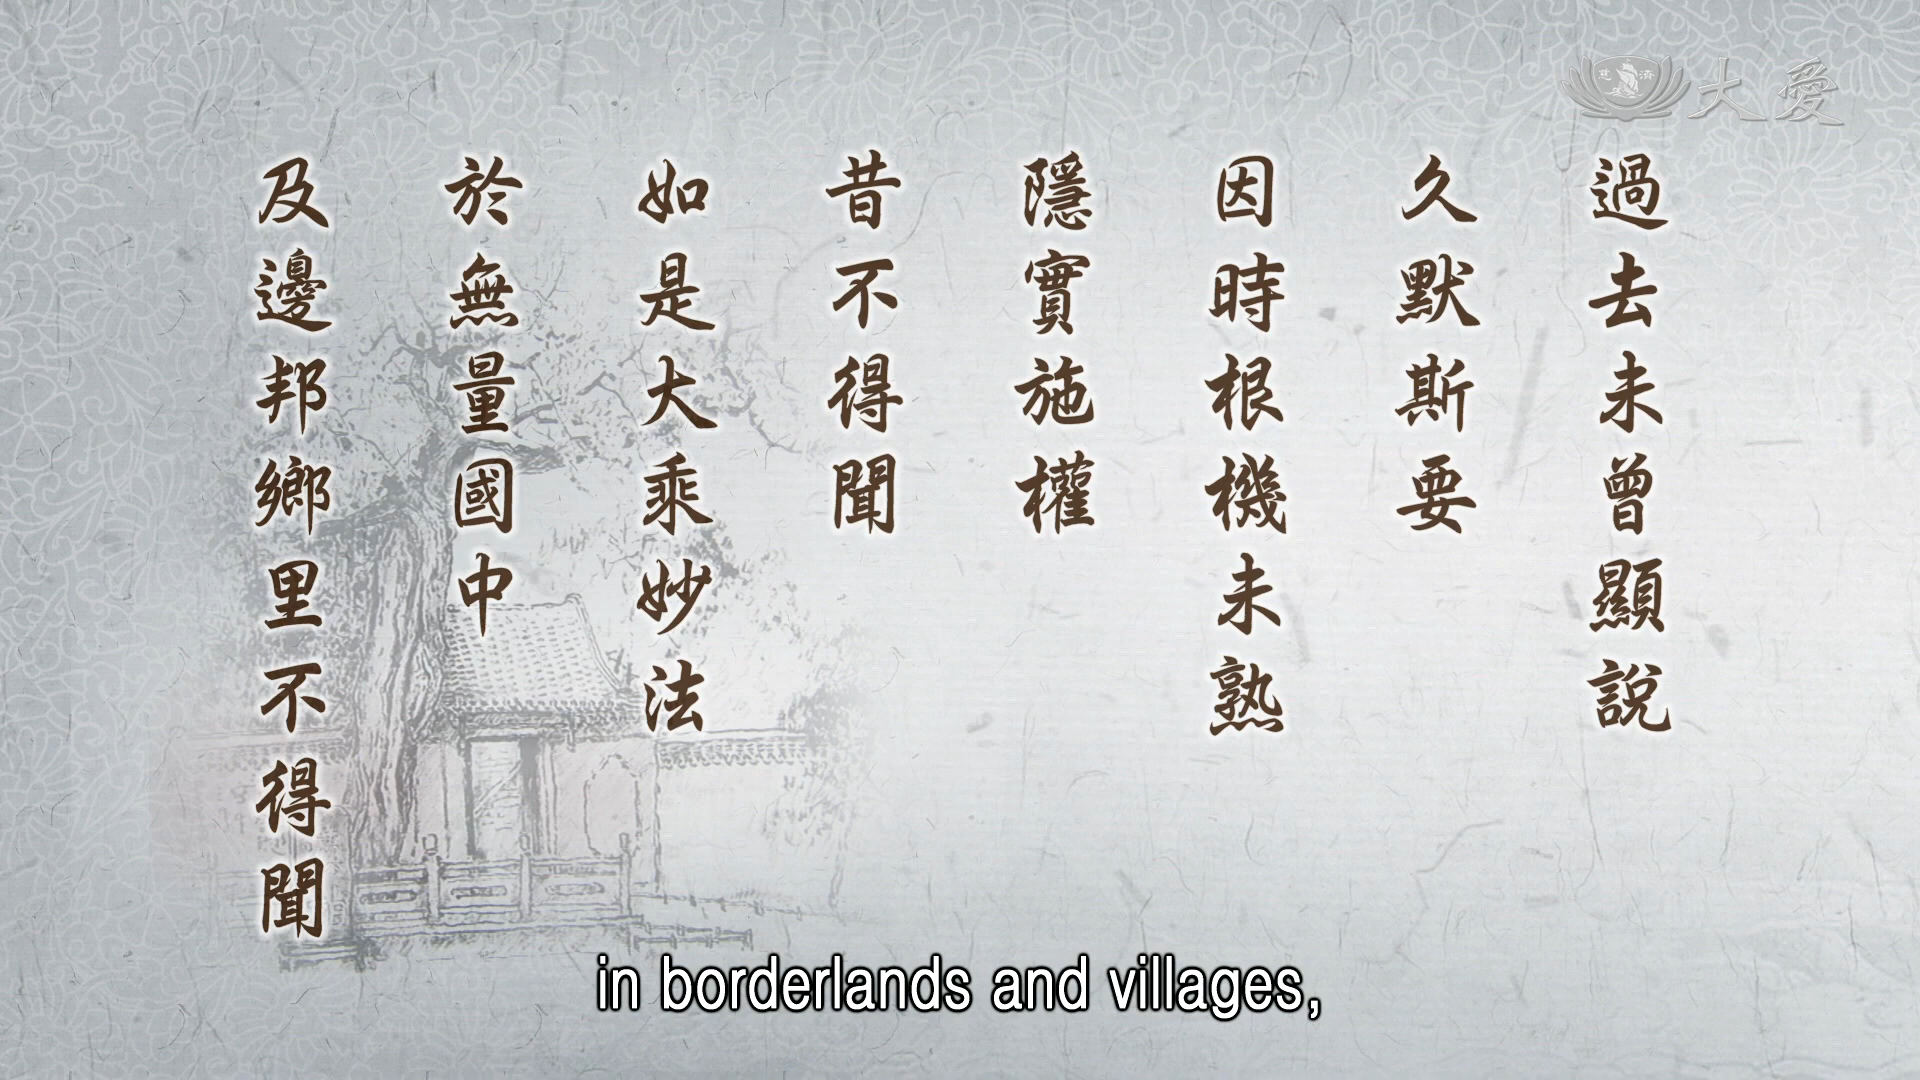 慈濟
大愛
過去未曾顯說
久默斯要
因時根機未熟
隱實施權
昔不得聞
如是大乘妙法
於無量國中
及邊邦鄉里不得聞
in borderlands and villages,